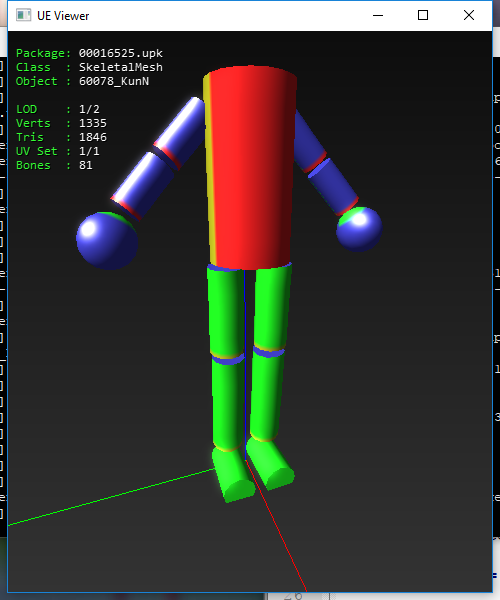 UE Viewer
Package: 00016525.upk
Class  : SkeletalMesh
Object : 60078_KunN
LOD    : 1/2
Verts  : 1335
Tris   : 1846
UV Set : 1/1
Bones  : 81